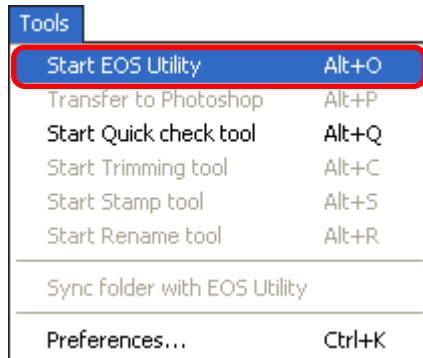 Tools
Start EOS Utility Alt+O
Transfer to Photoshop Alt+P
Start Quick check tool Alt+Q
Start Trimming tool Alt+C
Start Stamp tool Alt+S
Start Rename tool Alt+R
Sync folder with EOS Utility
Preferences... Ctrl+K